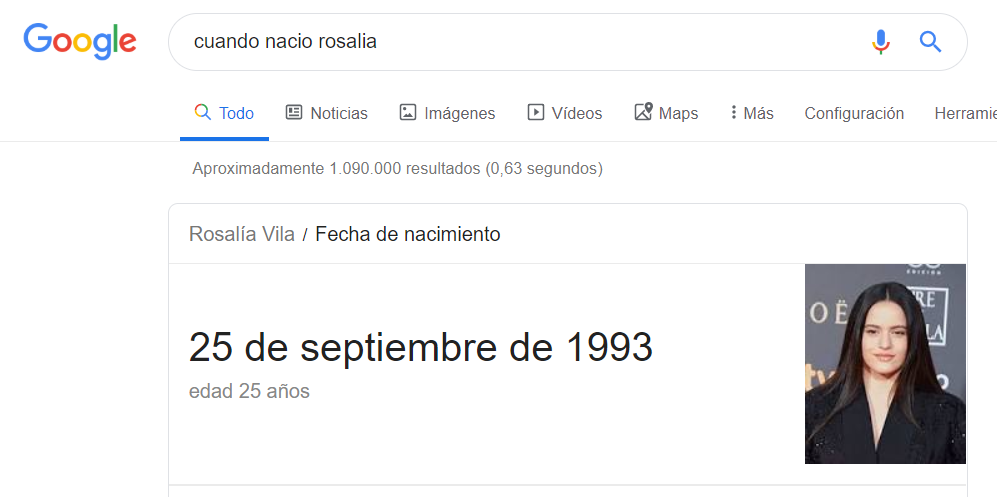 Google
cuando nacio rosalia
Todo Noticias Imágenes Vídeos Maps Más Configuración Herramie
Aproximadamente 1.090.000 resultados (0,63 segundos)
Rosalía Vila / Fecha de nacimiento
25 de septiembre de 1993
edad 25 años
EDICIÓN